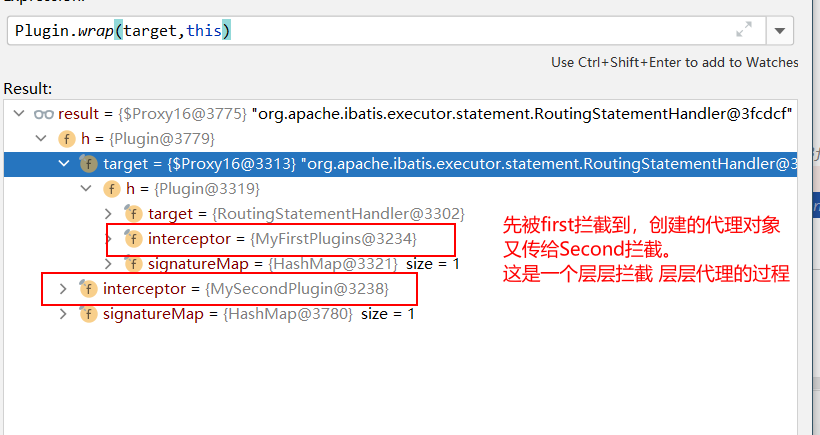 Plugin.wrap(target,this)
Use Ctrl+Shift+Enter to add to Watches
Result:
result = {$Proxy16@3775} "org.apache.ibatis.executor.statement.RoutingStatementHandler@3fcdcf"
h = {Plugin@3779}
target = {$Proxy16@3313} "org.apache.ibatis.executor.statement.RoutingStatementHandler@3
h = {Plugin@3319}
target = {RoutingStatementHandler@3302}
interceptor = {MyFirstPlugins@3234}
signatureMap = {HashMap@3321} size = 1
interceptor = {MySecondPlugin@3238}
signatureMap = {HashMap@3780} size = 1
先被first拦截到，创建的代理对象
又传给Second拦截。
这是一个层层拦截 层层代理的过程